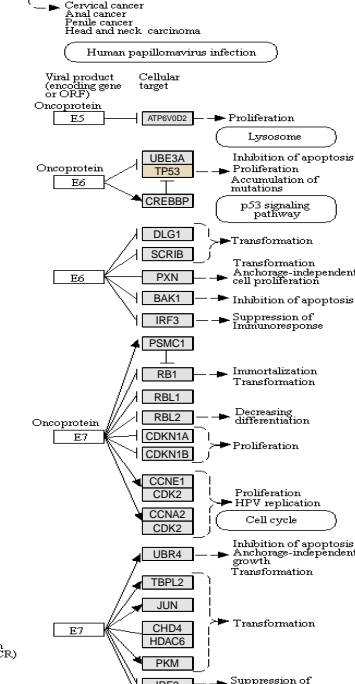 Cervical cancer
Anal cancer
Penile cancer
Head and neck carcinoma
Human papillomavirus infection
Viral product
(encoding gene
or ORF)
Cellular
target
Oncoprotein
E5
ATP6V0D2
Proliferation
Lysosome
Oncoprotein
E6
UBE3A
TP53
CREBBP
Inhibition of apoptosis
Proliferation
Accumulation of
mutations
p53 signaling
pathway
E6
DLG1
SCRIB
Transformation
PXN
Transformation
Anchorage-independent
cell proliferation
BAK1
Inhibition of apoptosis
IRF3
Suppression of
Immunoresponse
Oncoprotein
E7
PSMC1
RB1
Immortalization
Transformation
RBL1
RBL2
Decreasing
differentiation
CDKN1A
CDKN1B
Proliferation
CCNE1
CDK2
CCNA2
CDK2
Proliferation
HPV replication
Cell cycle
UBR4
Inhibition of apoptosis
Anchorage-independent
growth
Transformation
E7
TBPL2
JUN
CHD4
HDAC6
PKM
Transformation
CR)
Suppression of